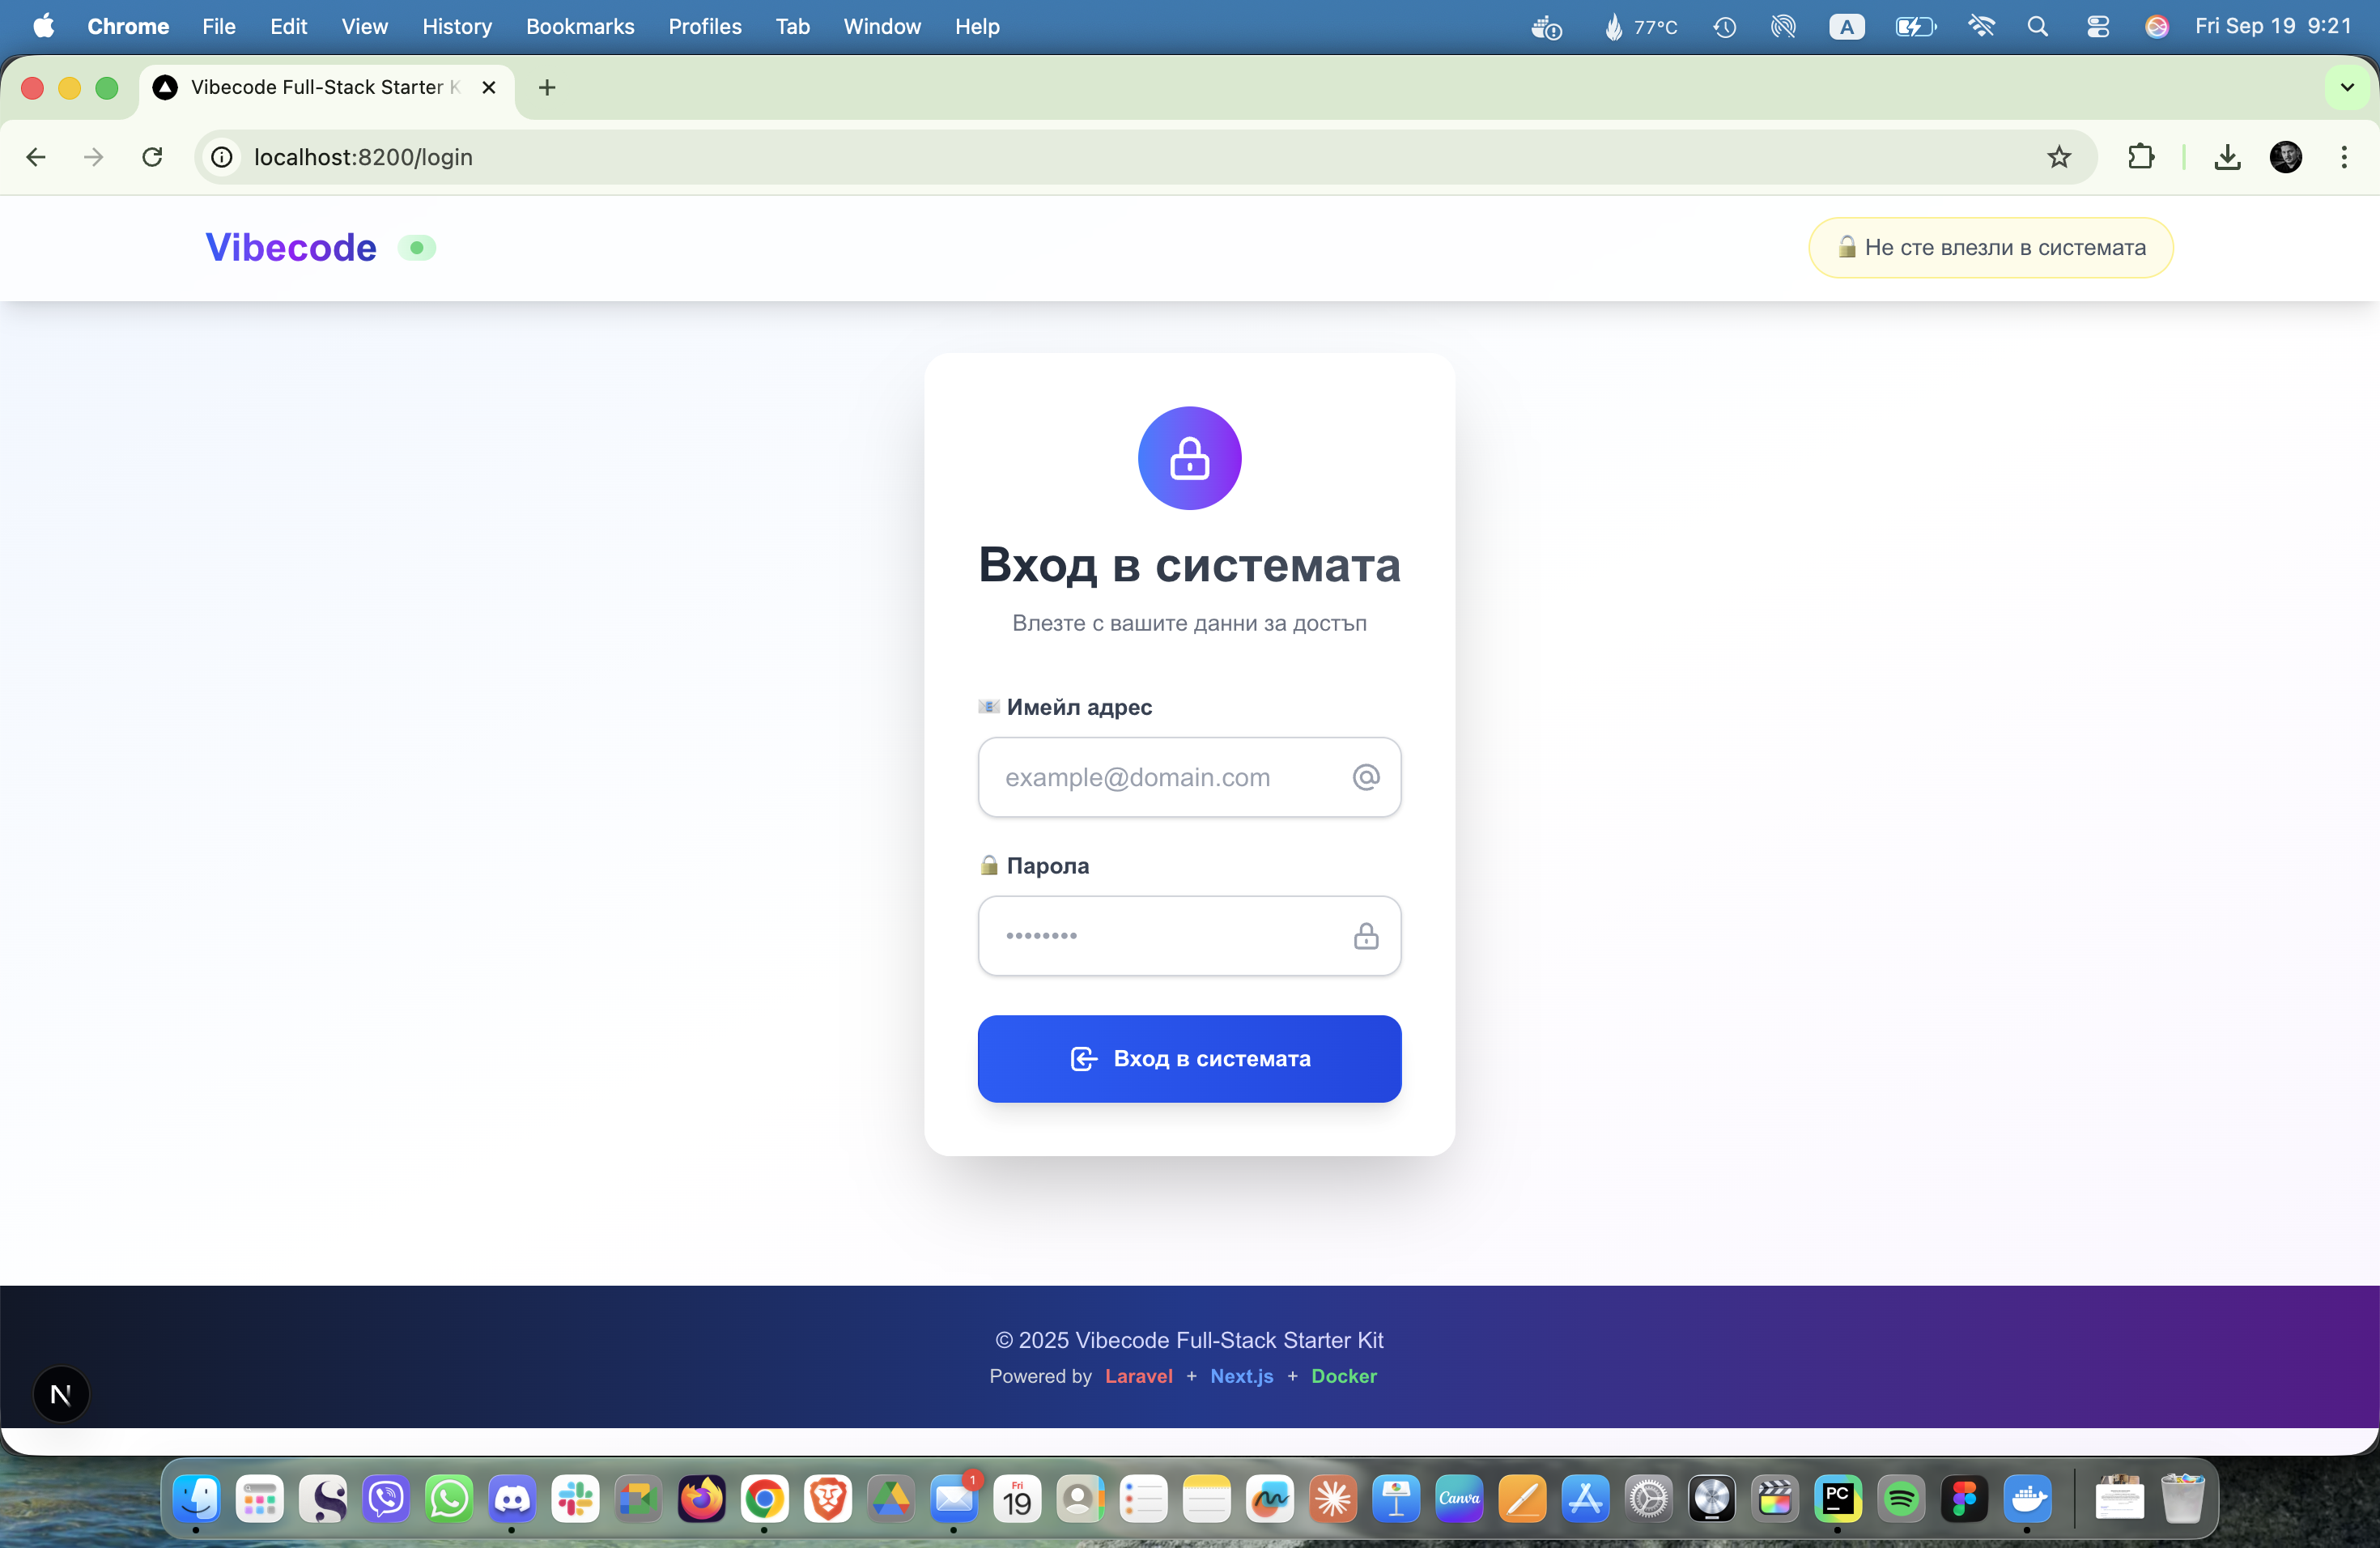 Chrome File Edit View History Bookmarks Profiles Tab Window Help 77°C A Fri Sep 19 9:21
Vibecode Full-Stack Starter K
localhost:8200/login
Vibecode
Не сте влезли в системата
Вход в системата
Влезте с вашите данни за достъп
Имейл адрес
example@domain.com
Парола
••••••••
Вход в системата
© 2025 Vibecode Full-Stack Starter Kit
Powered by Laravel + Next.js + Docker
N
1
Fri
19
Canva
PC